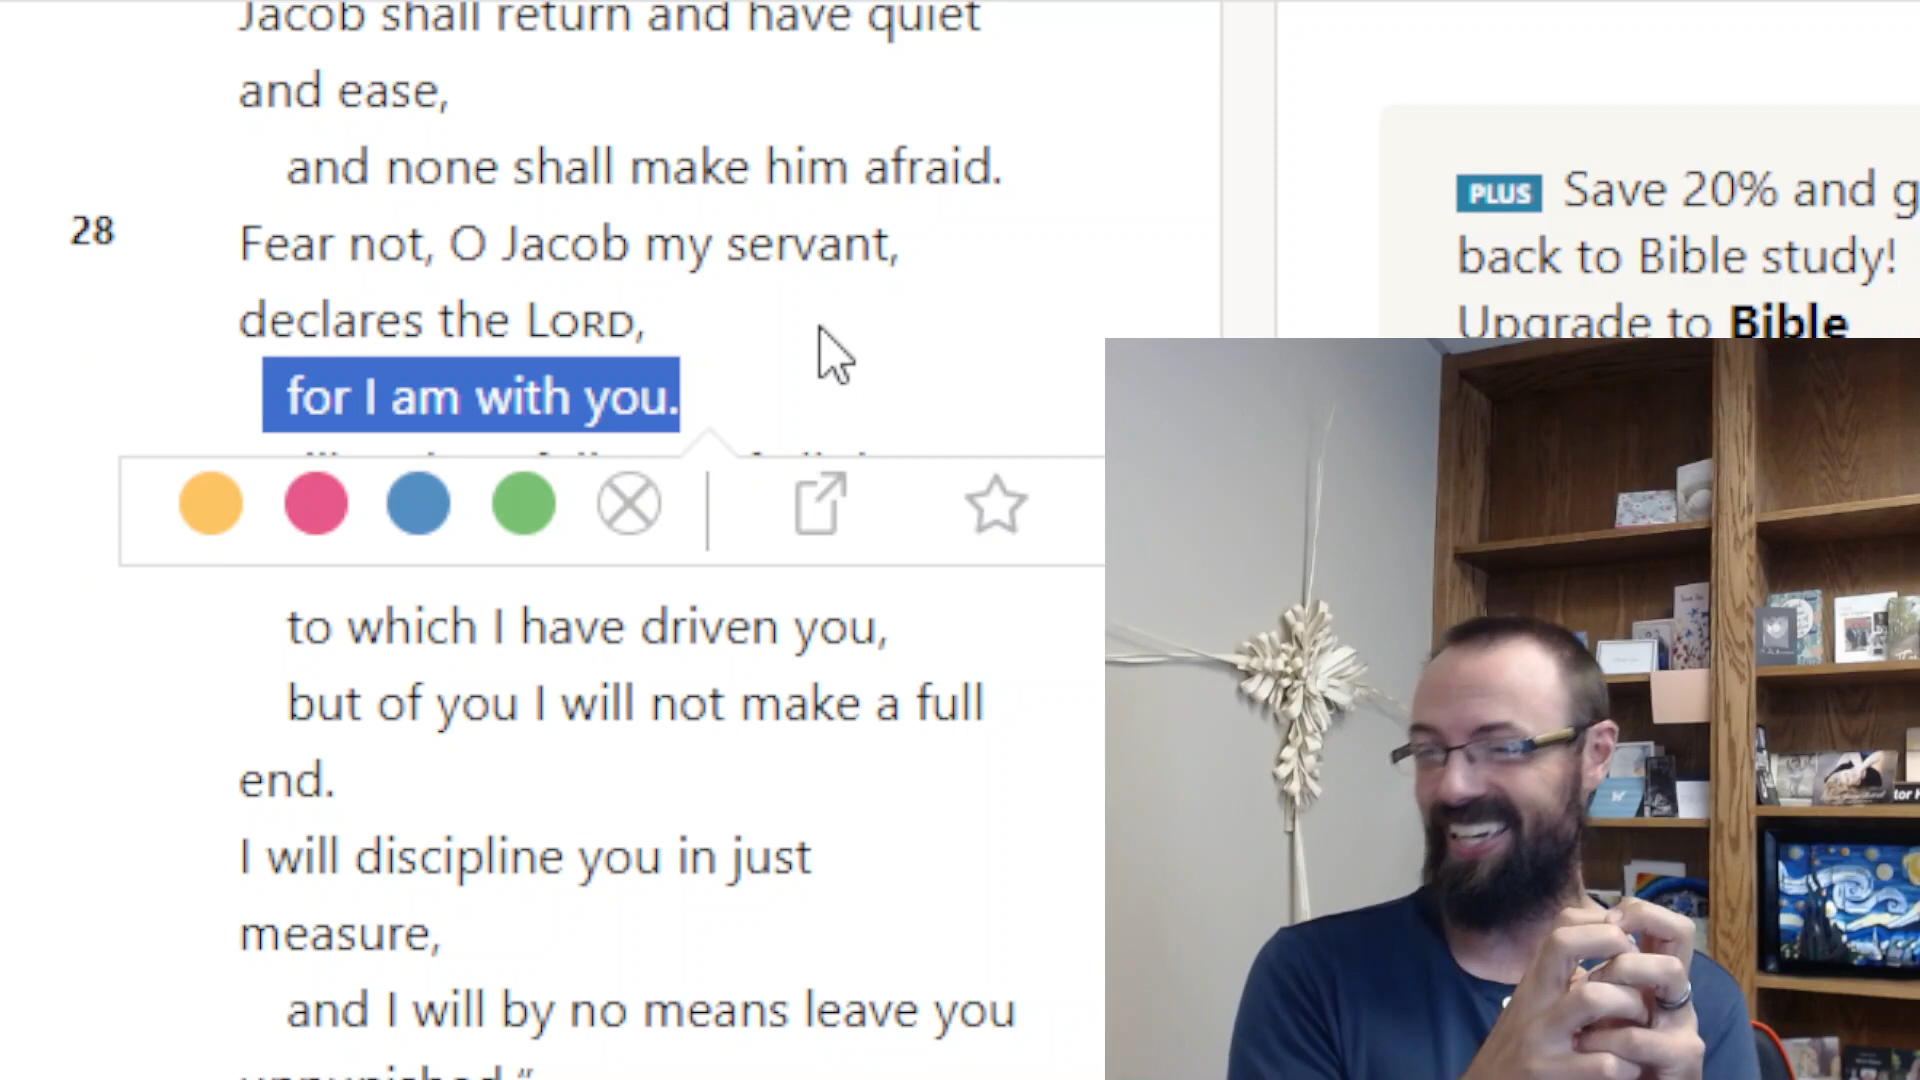 Jacob shall return and have quiet
and ease,
and none shall make him afraid.
28
Fear not, O Jacob my servant,
declares the LORD,
for I am with you.
to which I have driven you,
but of you I will not make a full
end.
I will discipline you in just
measure,
and I will by no means leave you
unpunished.”
PLUS Save 20% and g
back to Bible study!
Upgrade to Bible